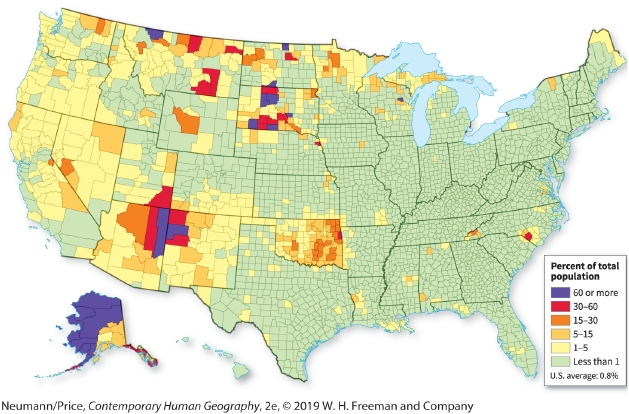 Percent of total
population
60 or more
30–60
15–30
5–15
1–5
Less than 1
U.S. average: 0.8%
Neumann/Price, Contemporary Human Geography, 2e, © 2019 W. H. Freeman and Company